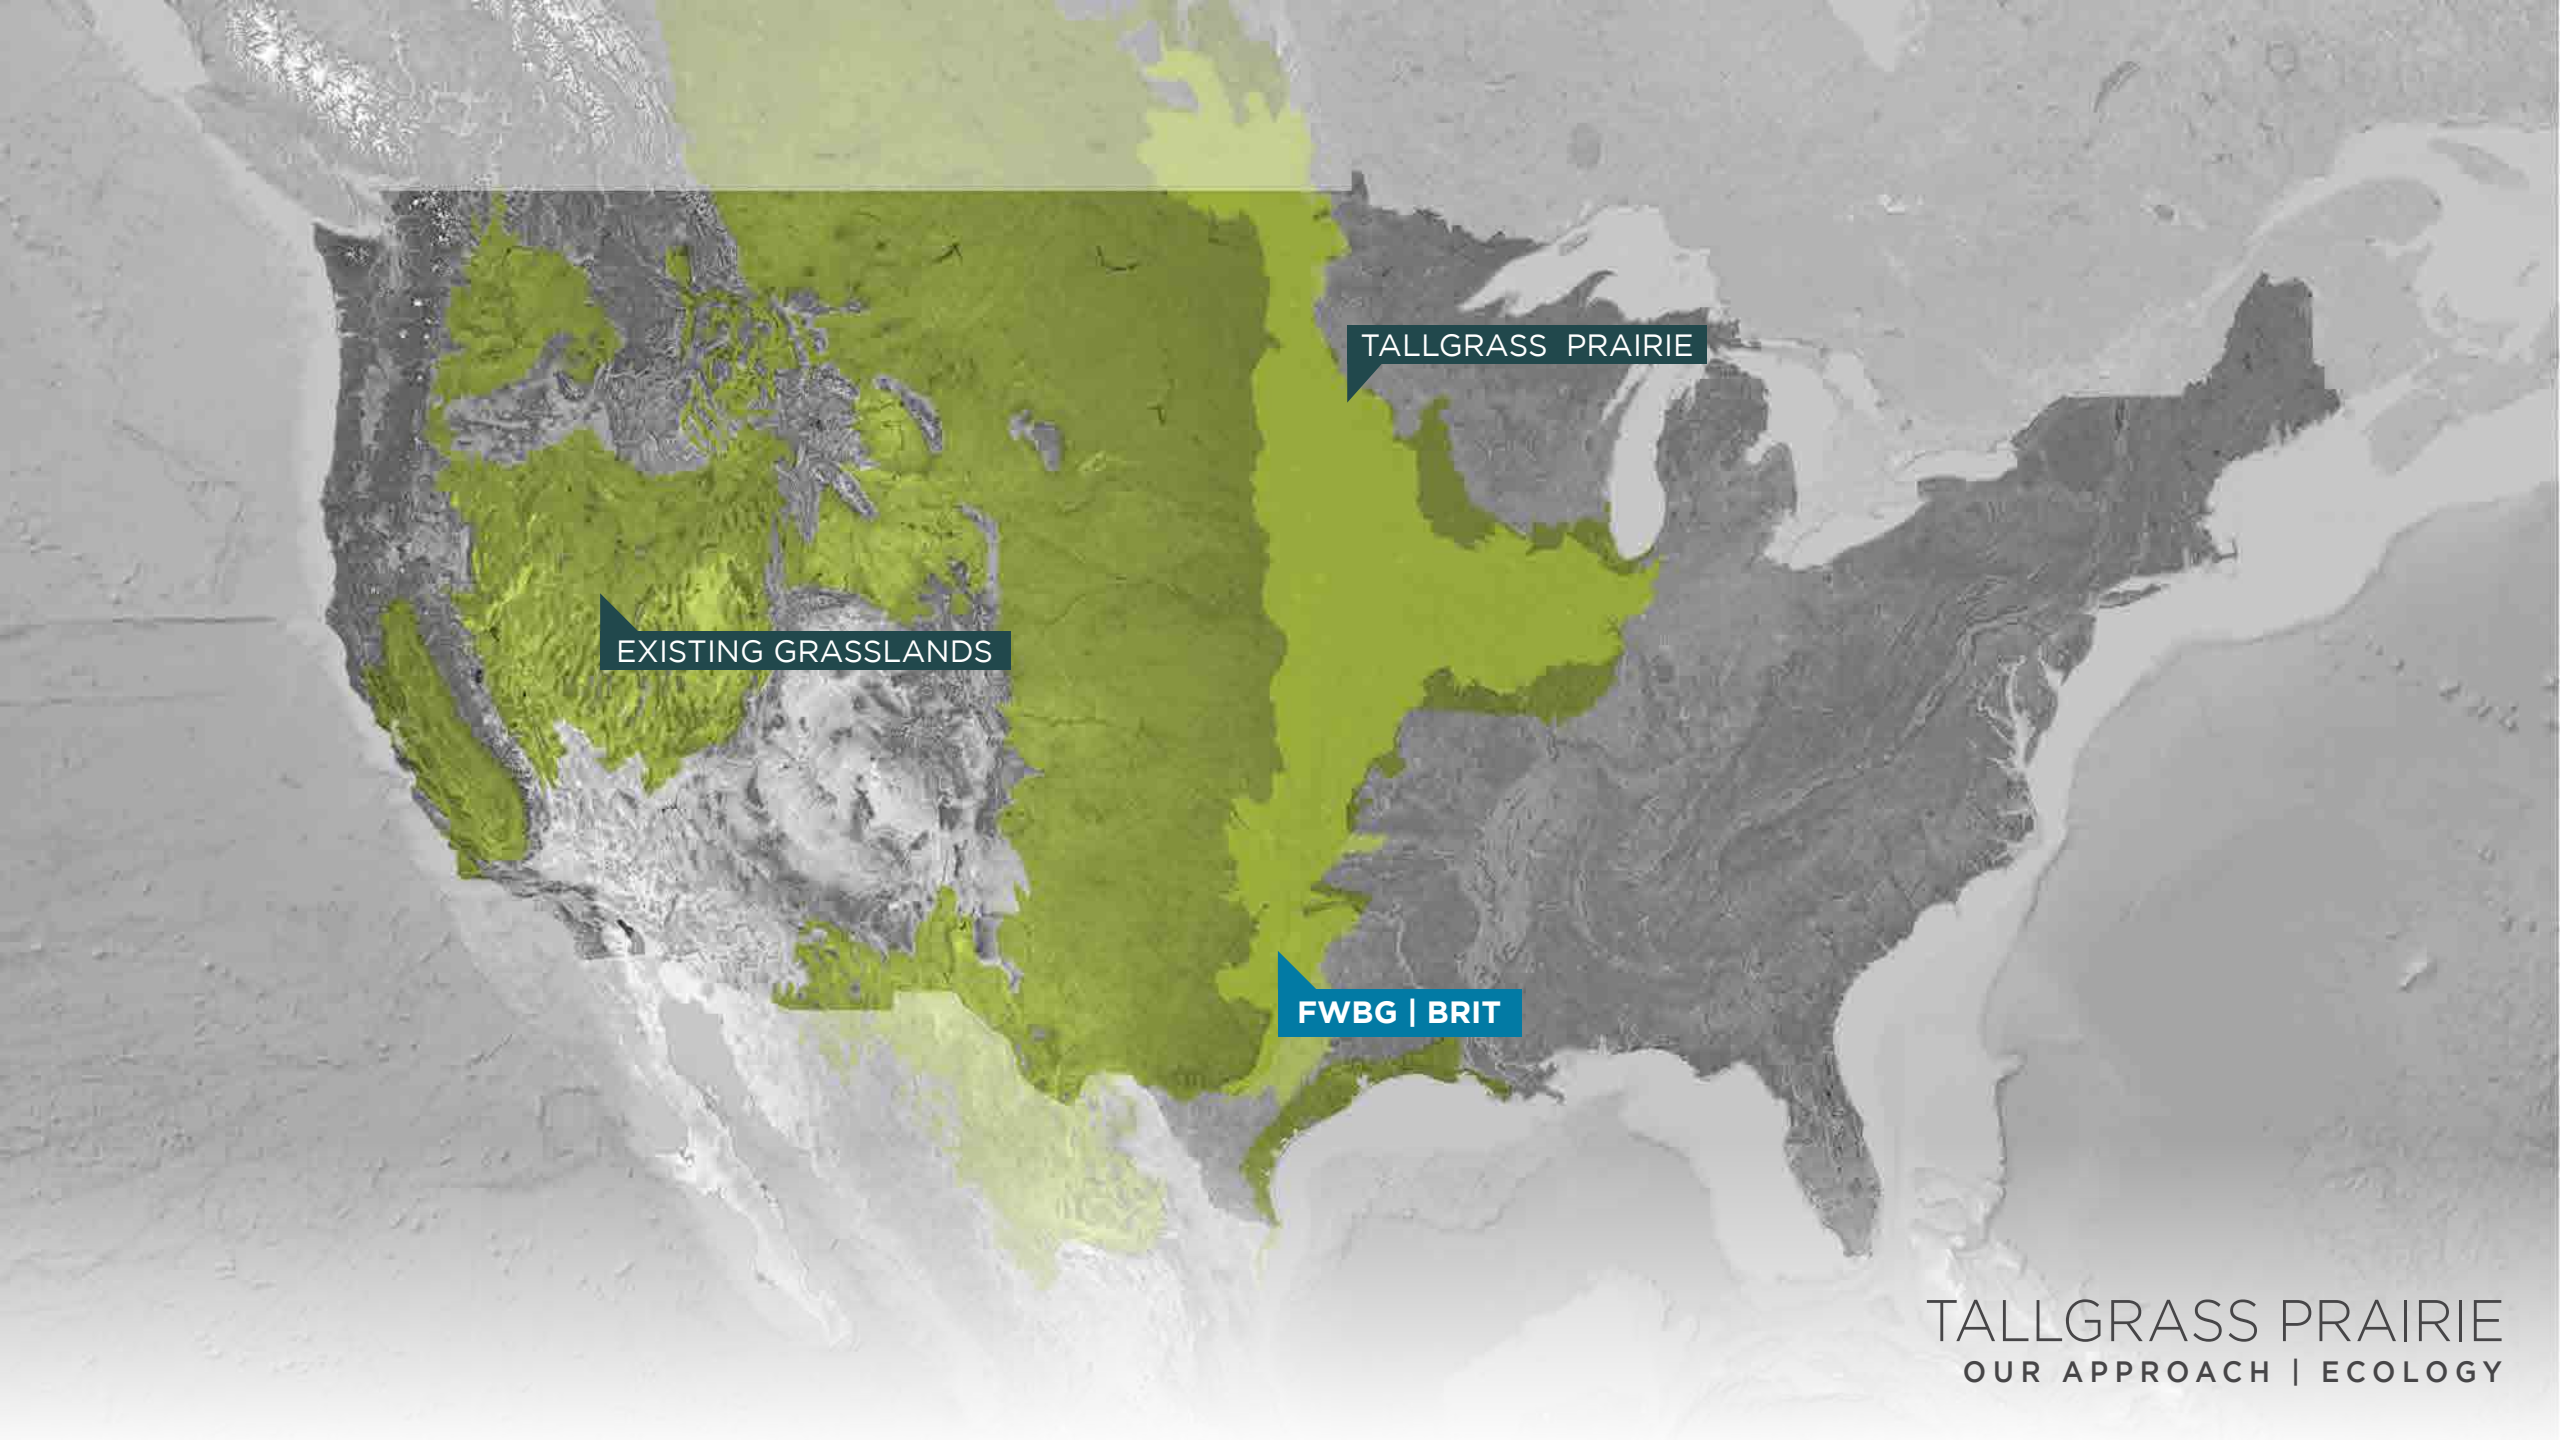 TALLGRASS PRAIRIE
EXISTING GRASSLANDS
FWBG | BRIT
TALLGRASS PRAIRIE
OUR APPROACH | ECOLOGY